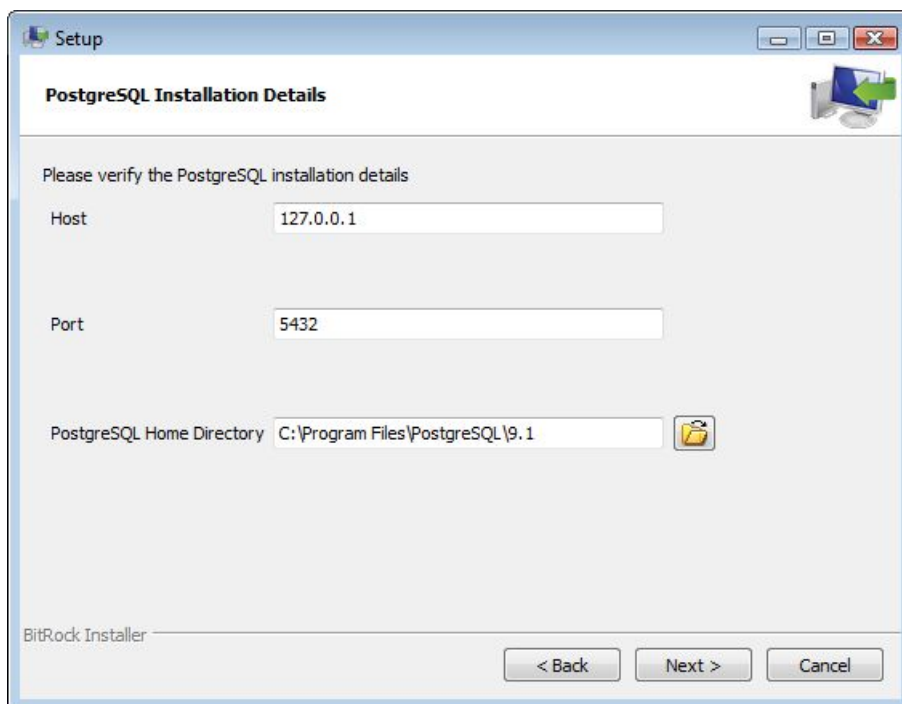 Setup
PostgreSQL Installation Details
Please verify the PostgreSQL installation details
Host 127.0.0.1
Port 5432
PostgreSQL Home Directory C:\Program Files\PostgreSQL\9.1
BitRock Installer
< Back Next > Cancel